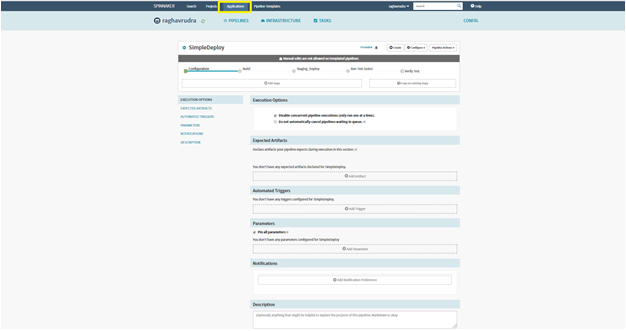 SPINNAKER Search Projects Applications Pipeline Templates raghavrudra Search Help
raghavrudra PIPELINES INFRASTRUCTURE TASKS CONFIG
SimpleDeploy Permalink Create Configure Pipeline Actions
Manual edits are not allowed on templated pipelines.
Configuration Build Staging_Deploy Run Test Suites Verify Test
Add stage Copy an existing stage
EXECUTION OPTIONS
EXPECTED ARTIFACTS
AUTOMATED TRIGGERS
PARAMETERS
NOTIFICATIONS
DESCRIPTION
Execution Options
Disable concurrent pipeline executions (only run one at a time).
Do not automatically cancel pipelines waiting in queue.
Expected Artifacts
Declare artifacts your pipeline expects during execution in this section.
You don't have any expected artifacts declared for SimpleDeploy.
Add Artifact
Automated Triggers
You don't have any triggers configured for SimpleDeploy.
Add Trigger
Parameters
Pin all parameters
You don't have any parameters configured for SimpleDeploy
Add Parameter
Notifications
Add Notification Preference
Description
(Optional) anything that might be helpful to explain the purpose of this pipeline; Markdown is okay